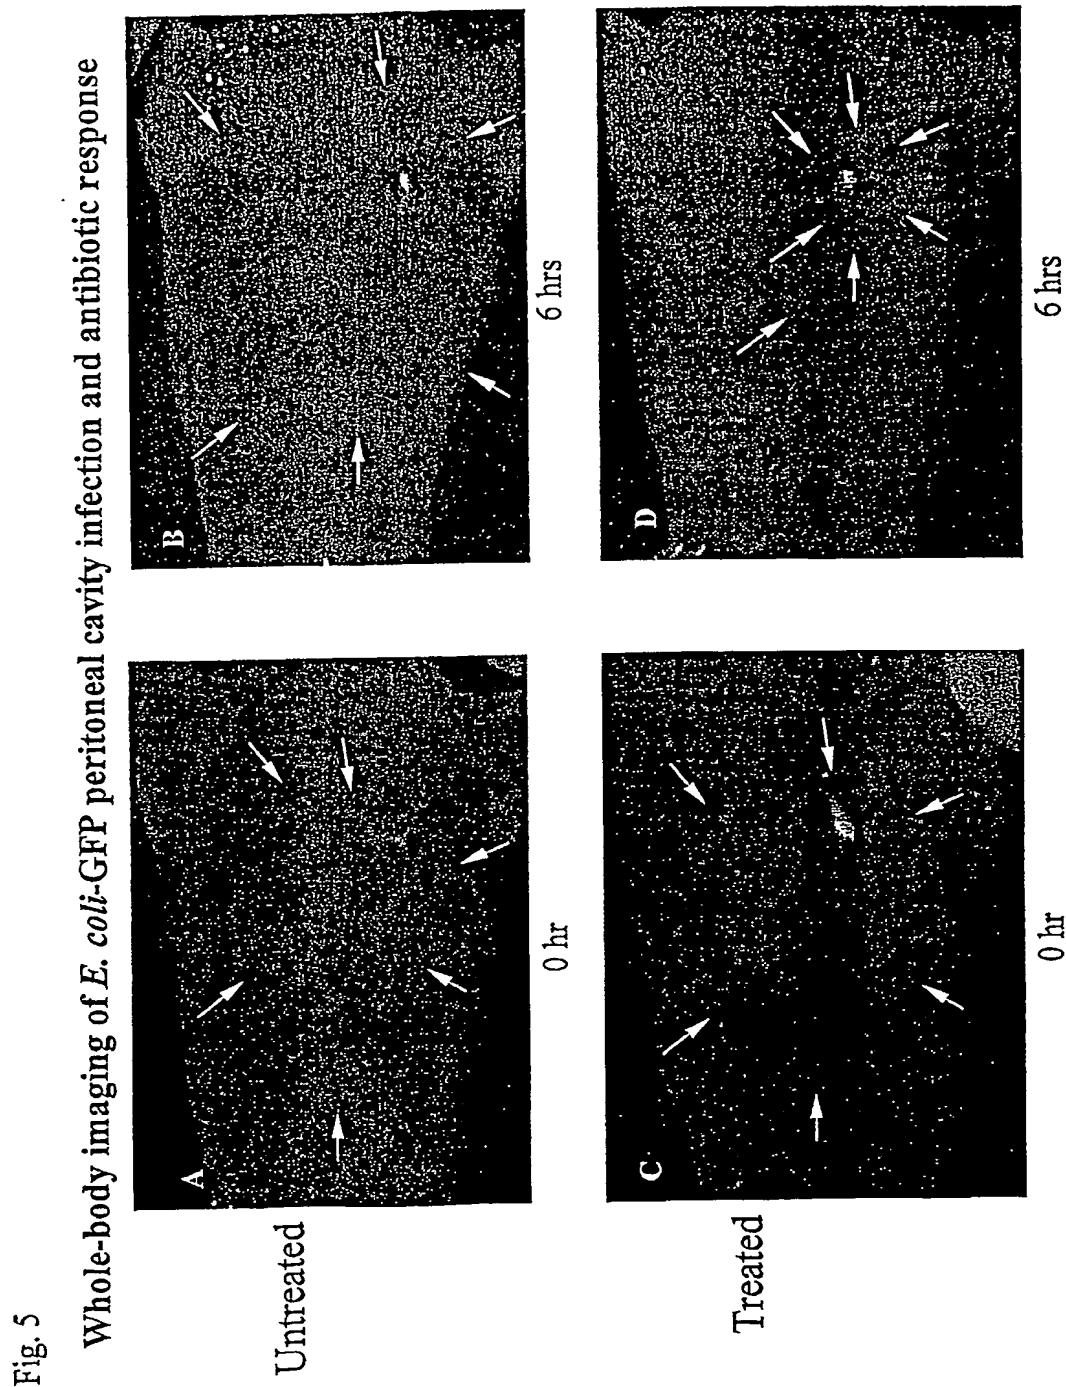 Fig. 5
Whole-body imaging of E. coli-GFP peritoneal cavity infection and antibiotic response
Untreated
A
B
0 hr
6 hrs
Treated
C
D
0 hr
6 hrs